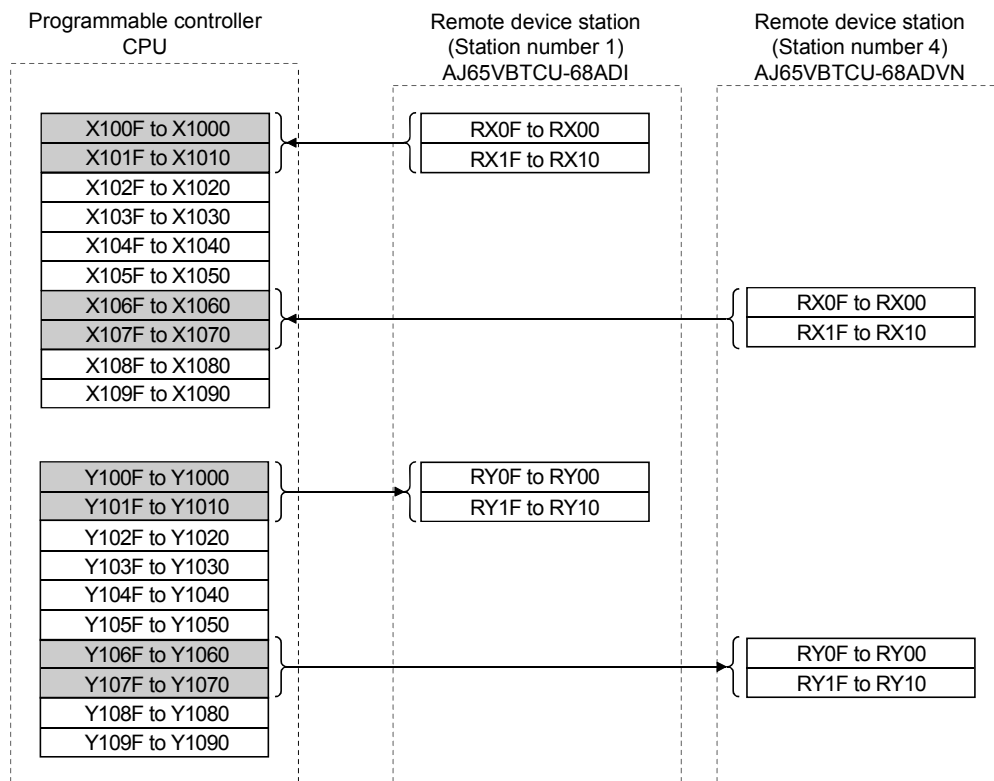 Programmable controller
CPU
Remote device station
(Station number 1)
AJ65VBTCU-68ADI
Remote device station
(Station number 4)
AJ65VBTCU-68ADVN
X100F to X1000
X101F to X1010
X102F to X1020
X103F to X1030
X104F to X1040
X105F to X1050
X106F to X1060
X107F to X1070
X108F to X1080
X109F to X1090
RX0F to RX00
RX1F to RX10
RX0F to RX00
RX1F to RX10
Y100F to Y1000
Y101F to Y1010
Y102F to Y1020
Y103F to Y1030
Y104F to Y1040
Y105F to Y1050
Y106F to Y1060
Y107F to Y1070
Y108F to Y1080
Y109F to Y1090
RY0F to RY00
RY1F to RY10
RY0F to RY00
RY1F to RY10